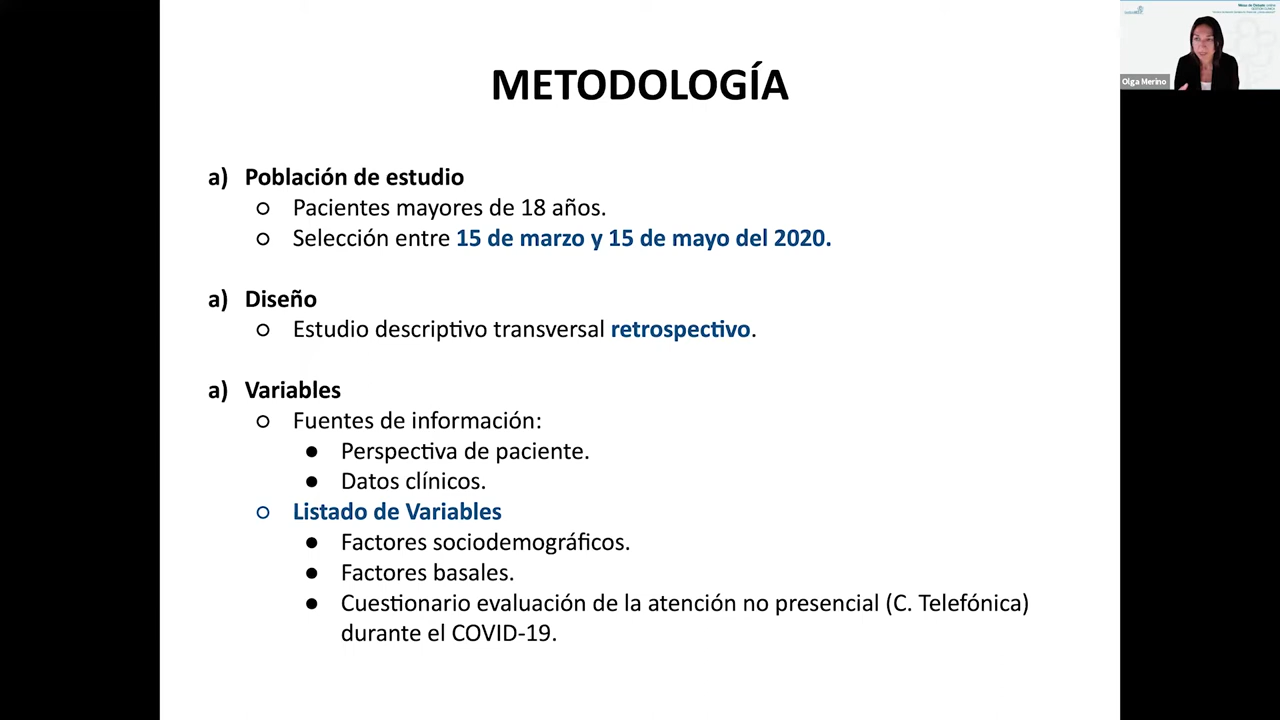 METODOLOGÍA
a) Población de estudio
Pacientes mayores de 18 años.
Selección entre 15 de marzo y 15 de mayo del 2020.
a) Diseño
Estudio descriptivo transversal retrospectivo.
a) Variables
Fuentes de información:
Perspectiva de paciente.
Datos clínicos.
Listado de Variables
Factores sociodemográficos.
Factores basales.
Cuestionario evaluación de la atención no presencial (C. Telefónica)
durante el COVID-19.
Olga Merino